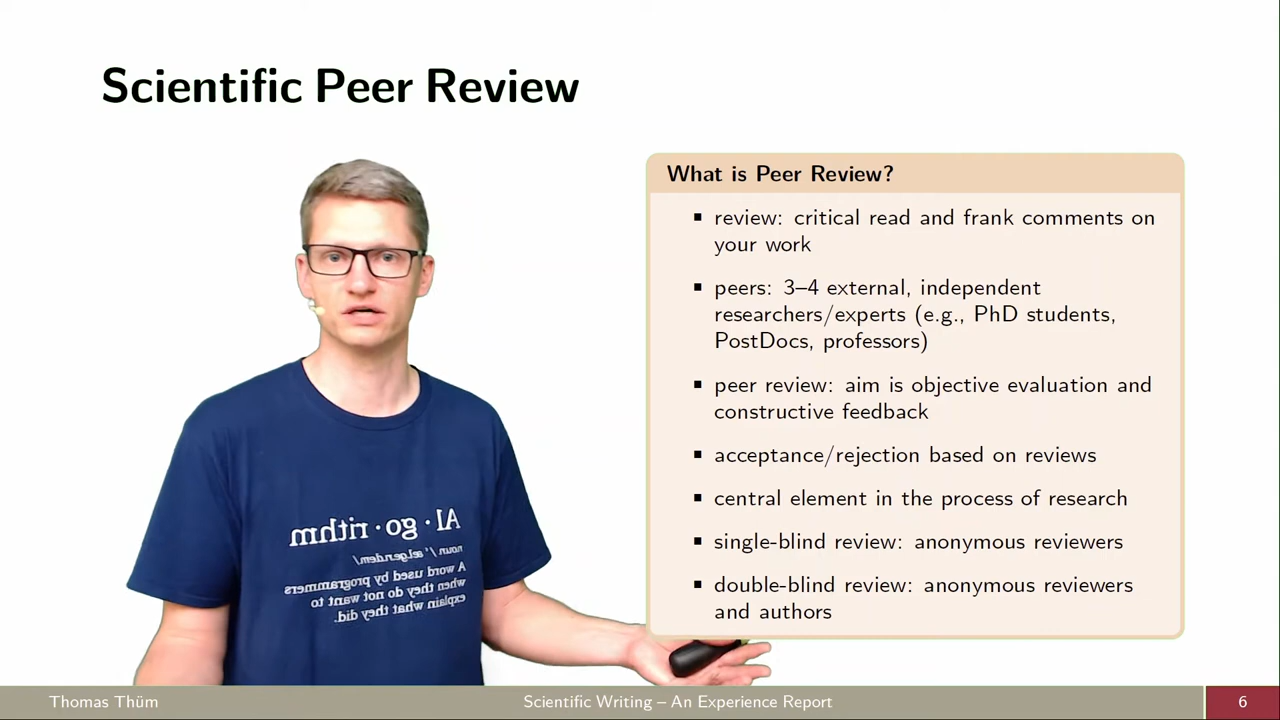 Scientific Peer Review
What is Peer Review?
▪ review: critical read and frank comments on
your work
▪ peers: 3–4 external, independent
researchers/experts (e.g., PhD students,
PostDocs, professors)
▪ peer review: aim is objective evaluation and
constructive feedback
▪ acceptance/rejection based on reviews
▪ central element in the process of research
▪ single-blind review: anonymous reviewers
▪ double-blind review: anonymous reviewers
and authors
Al·go·rithm
noun /ˈælgəriðəm/
A word used by programmers
when they do not want to
explain what they did.
Thomas Thüm
Scientific Writing – An Experience Report
6